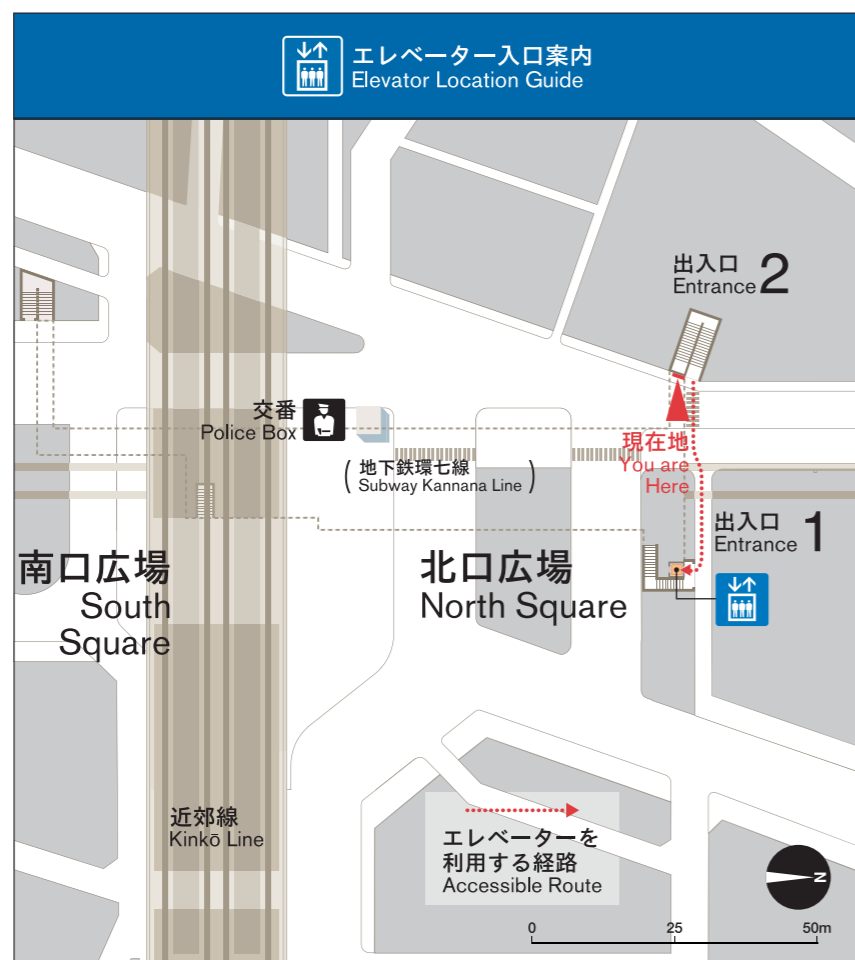 エレベーター入口案内
Elevator Location Guide
出入口
Entrance 2
交番
Police Box
現在地
You are
Here
( 地下鉄環七線
Subway Kannana Line )
出入口
Entrance 1
南口広場
South
Square
北口広場
North Square
近郊線
Kinkō Line
エレベーターを
利用する経路
Accessible Route
N
0 25 50m